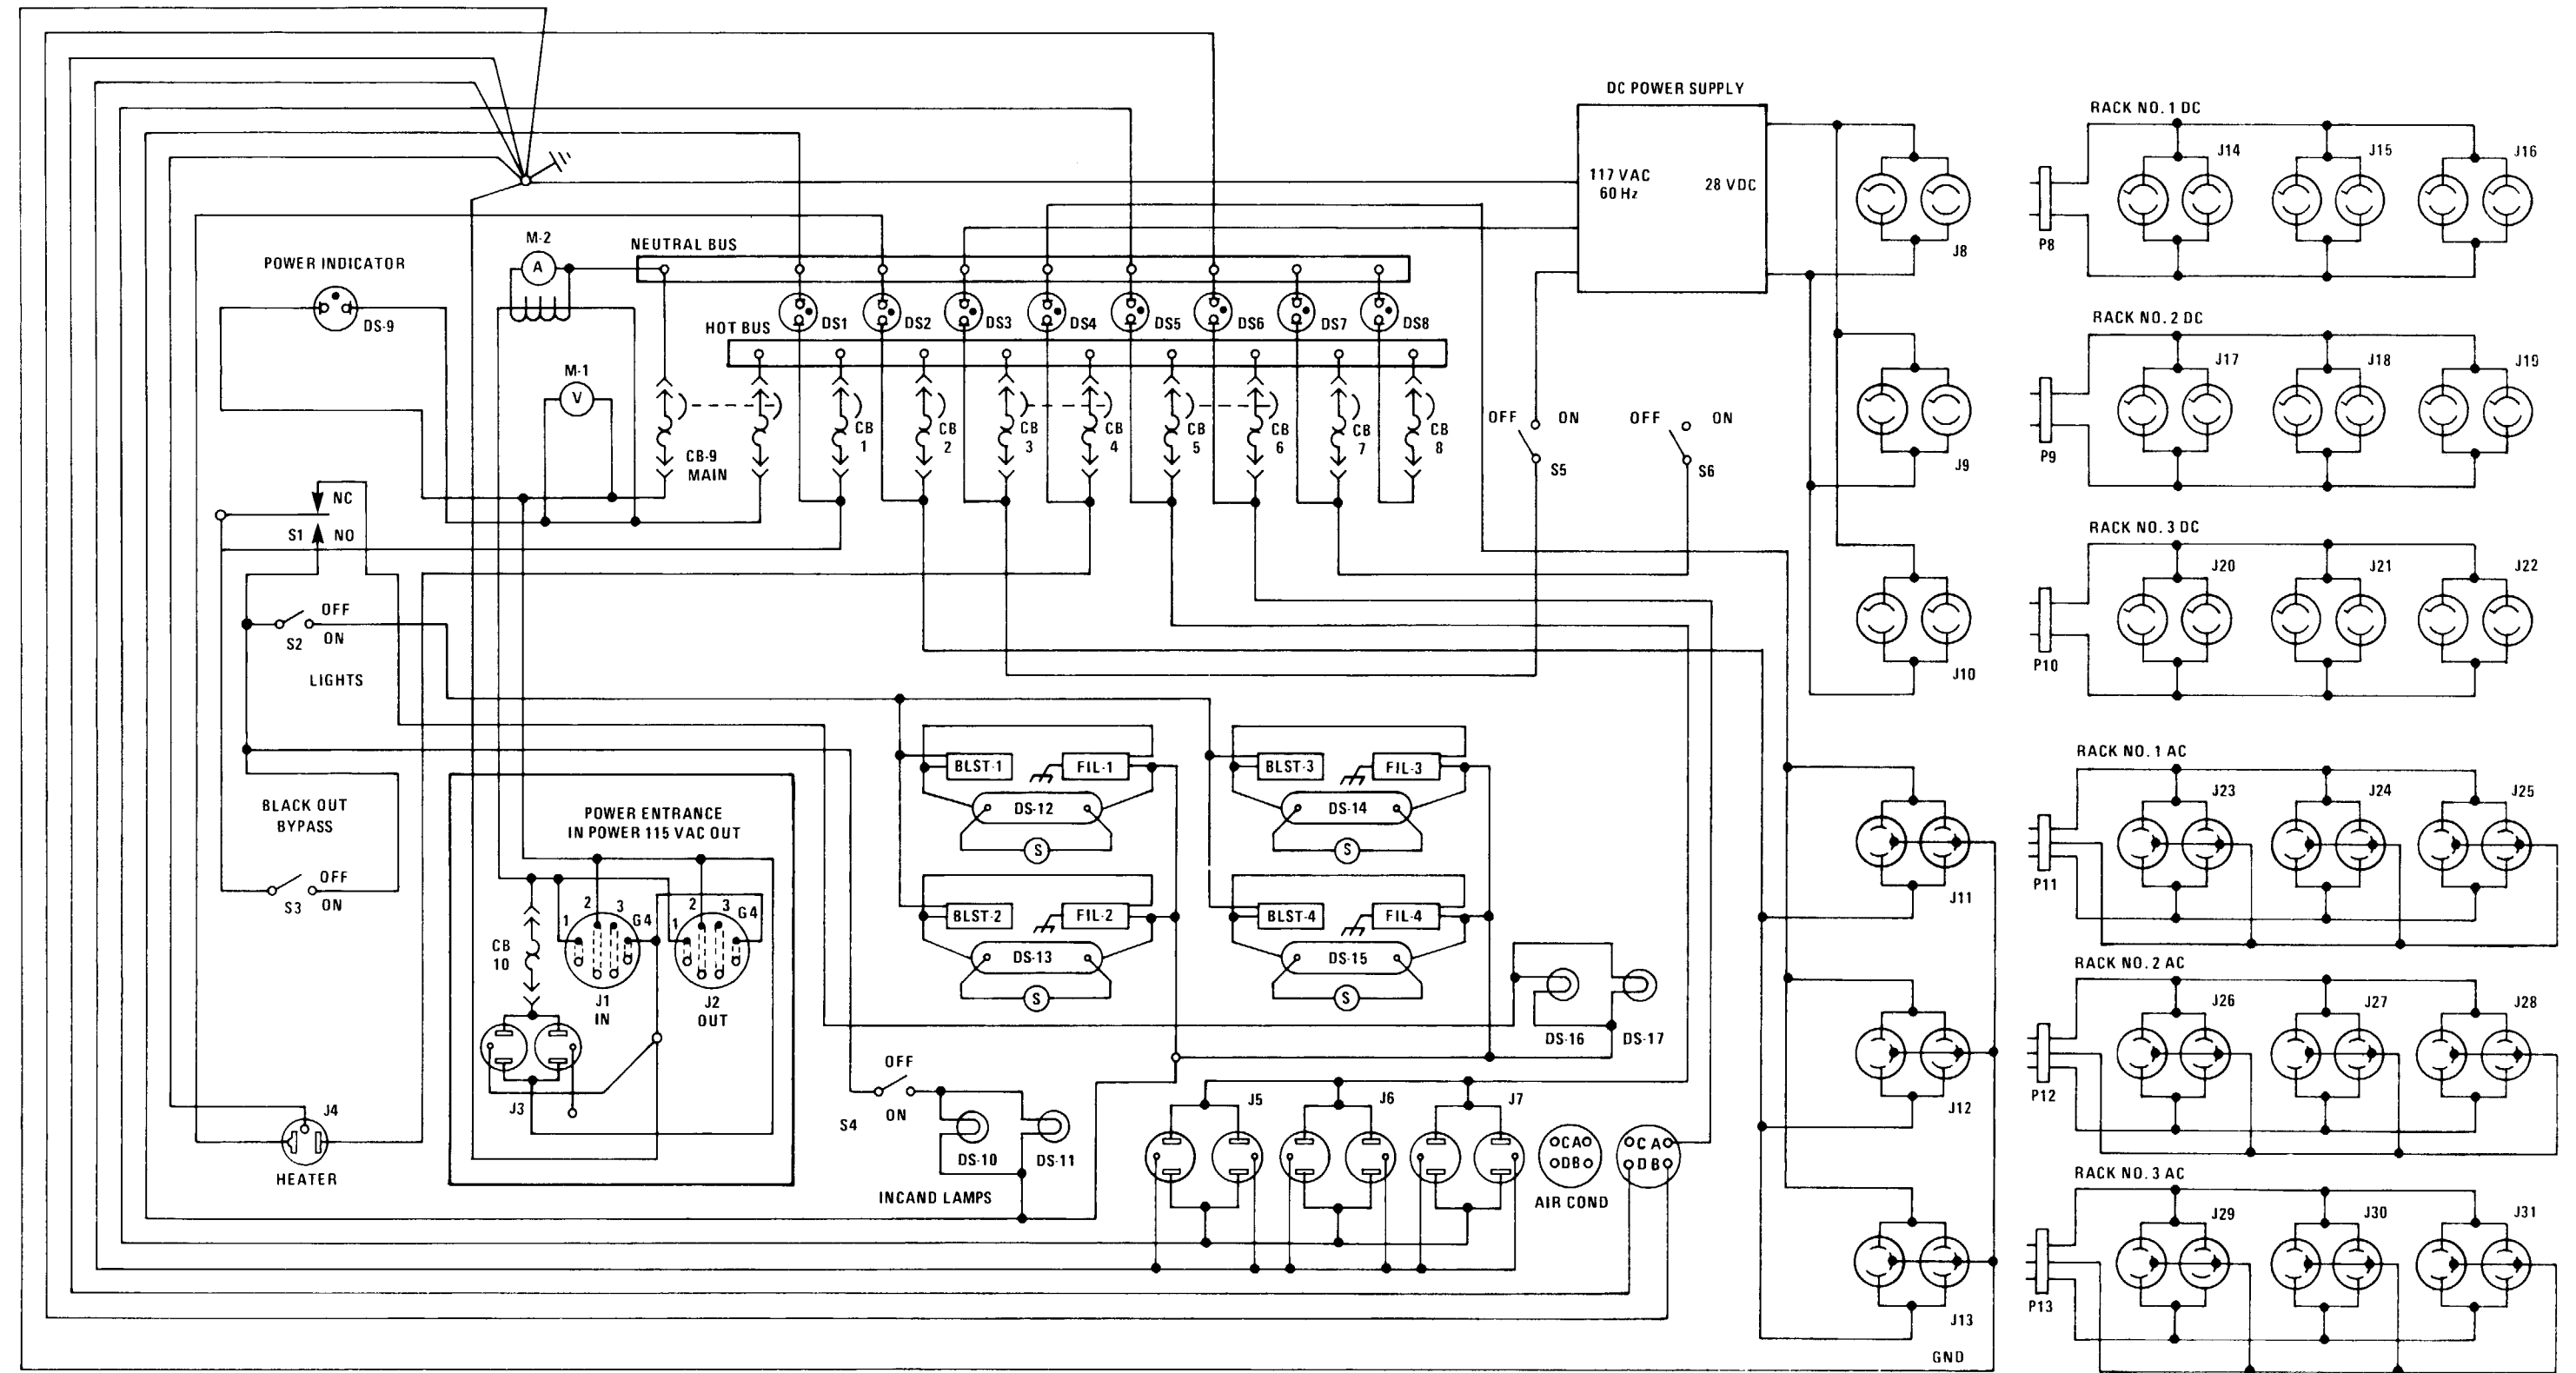 DC POWER SUPPLY
117 VAC
60 Hz
28 VDC
J8
J9
J10
J11
J12
J13
GND
RACK NO. 1 DC
J14
J15
J16
P8
RACK NO. 2 DC
J17
J18
J19
P9
RACK NO. 3 DC
J20
J21
J22
P10
RACK NO. 1 AC
J23
J24
J25
P11
RACK NO. 2 AC
J26
J27
J28
P12
RACK NO. 3 AC
J29
J30
J31
P13
M-2
A
NEUTRAL BUS
POWER INDICATOR
DS-9
HOT BUS
DS1
DS2
DS3
DS4
DS5
DS6
DS7
DS8
M-1
V
CB-9
MAIN
CB
1
CB
2
CB
3
CB
4
CB
5
CB
6
CB
7
CB
8
OFF
ON
S5
OFF
ON
S6
NC
S1
NO
OFF
S2
ON
LIGHTS
BLACK OUT
BYPASS
OFF
S3
ON
POWER ENTRANCE
IN POWER 115 VAC OUT
1
2
3
G4
1
2
3
G4
CB
10
J1
IN
J2
OUT
J3
J4
HEATER
BLST-1
FIL-1
DS-12
S
BLST-3
FIL-3
DS-14
S
BLST-2
FIL-2
DS-13
S
BLST-4
FIL-4
DS-15
S
DS-16
DS-17
OFF
S4
ON
DS-10
DS-11
INCAND LAMPS
J5
J6
J7
CA
DB
CA
DB
AIR COND